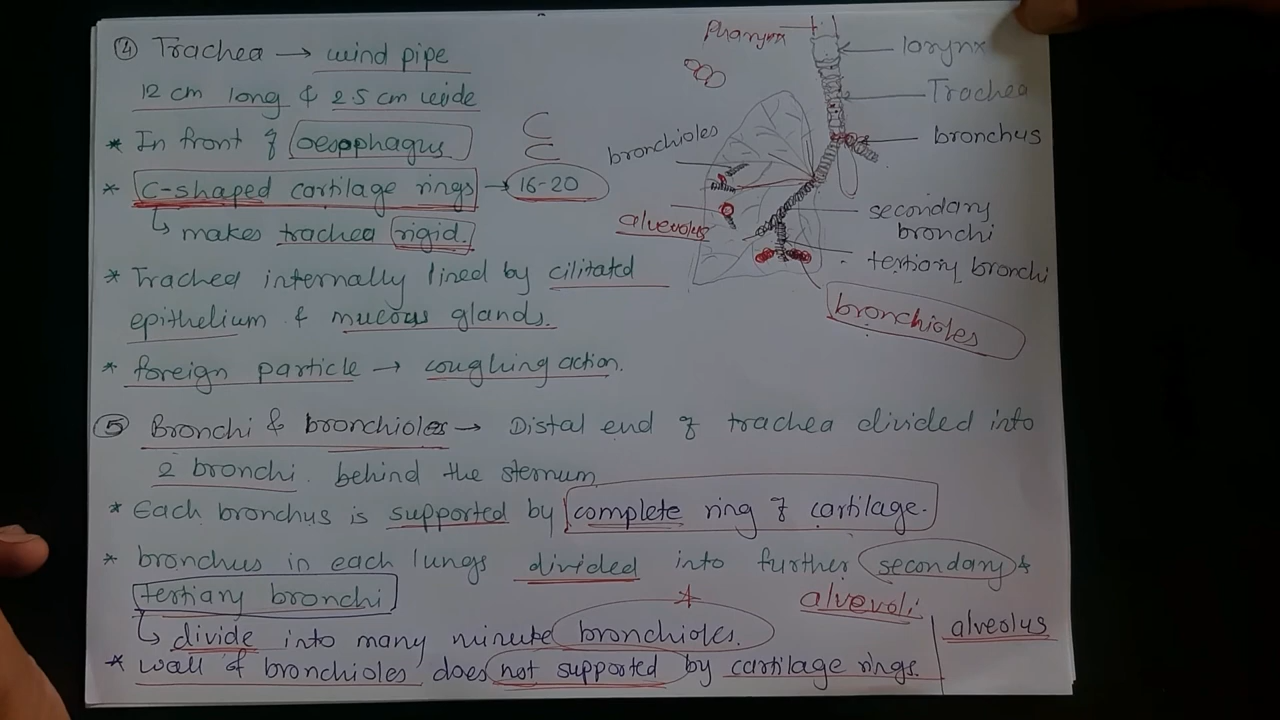 ④ Trachea → wind pipe
12 cm long & 2.5 cm wide
* In front of oesopphagus
* C-shaped cartilage rings → 16-20
↳ makes trachea rigid.
* Trachea internally lined by cilitated
epithelium & mucous glands.
* foreign particle → coughing action.
Pharynx
larynx
Trachea
bronchus
bronchioles
alveolus
secondary
bronchi
tertiary bronchi
bronchioles
⑤ Bronchi & bronchioles → Distal end of trachea divided into
2 bronchi behind the sternum
* Each bronchus is supported by complete ring of cartilage.
* bronchus in each lungs divided into further secondary &
tertiary bronchi
↳ divide into many minute bronchioles.
* wall of bronchioles does not supported by cartilage rings.
alvevoli
alveolus